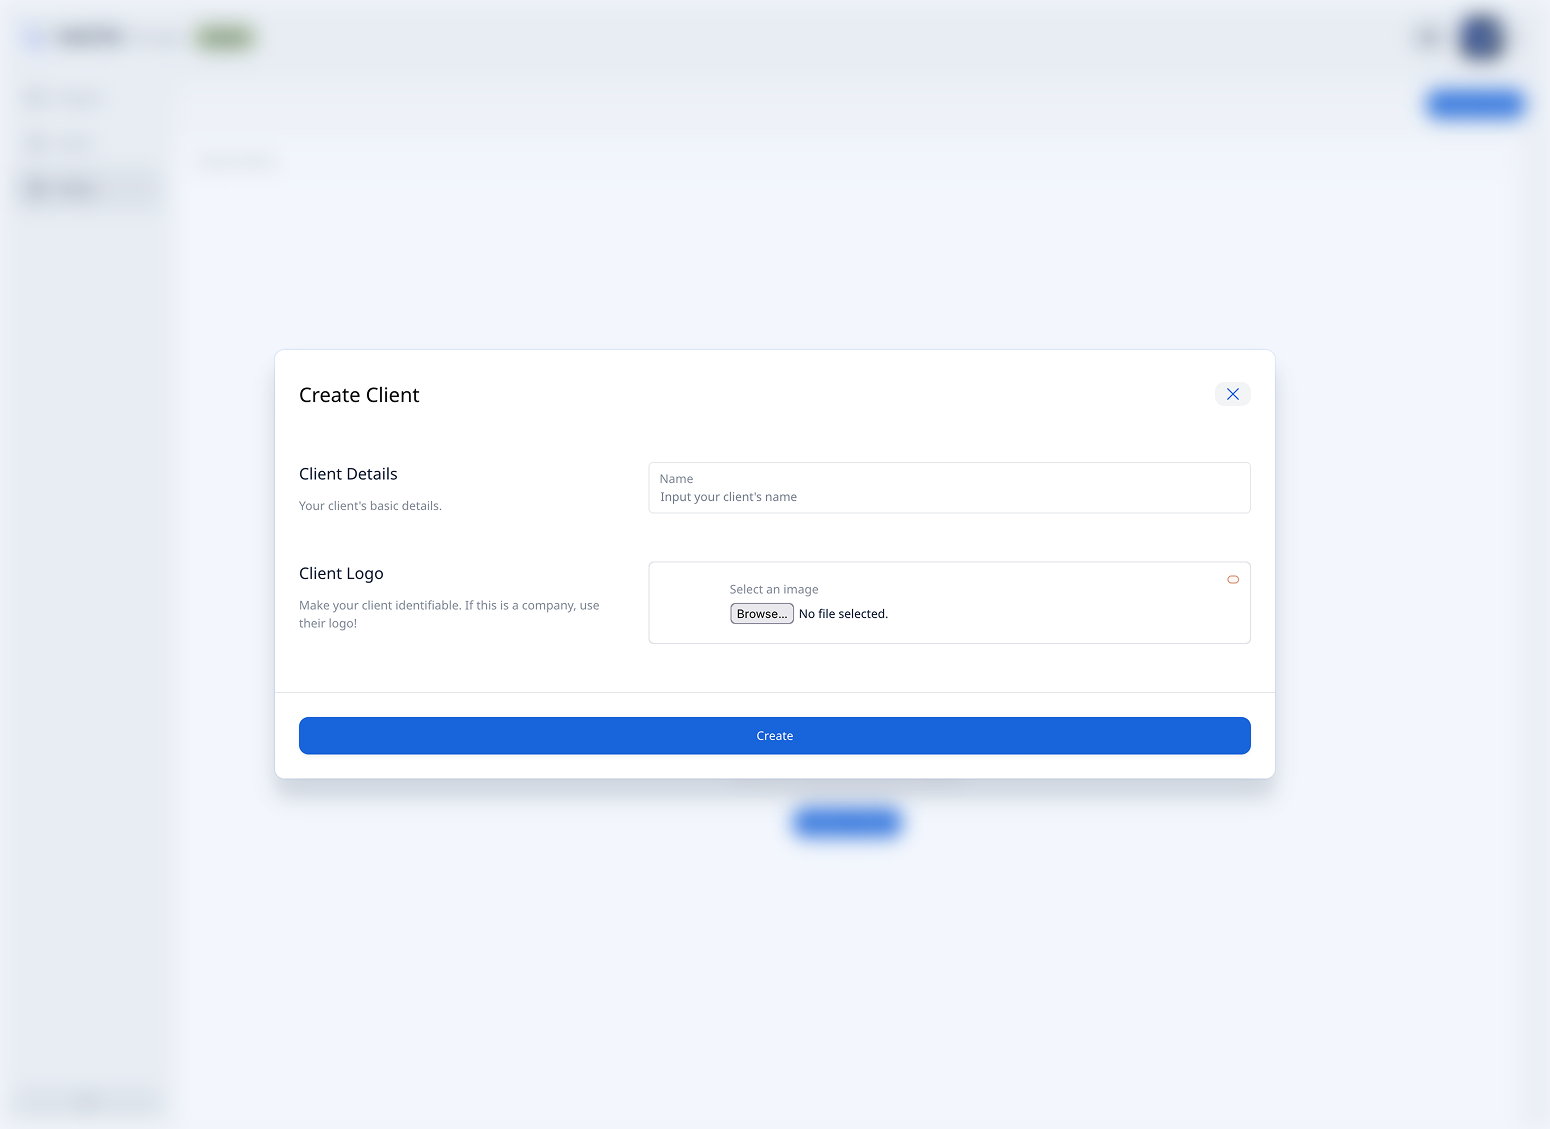 Create Client
Client Details
Your client's basic details.
Name
Input your client's name
Client Logo
Make your client identifiable. If this is a company, use
their logo!
Select an image
Browse... No file selected.
Create